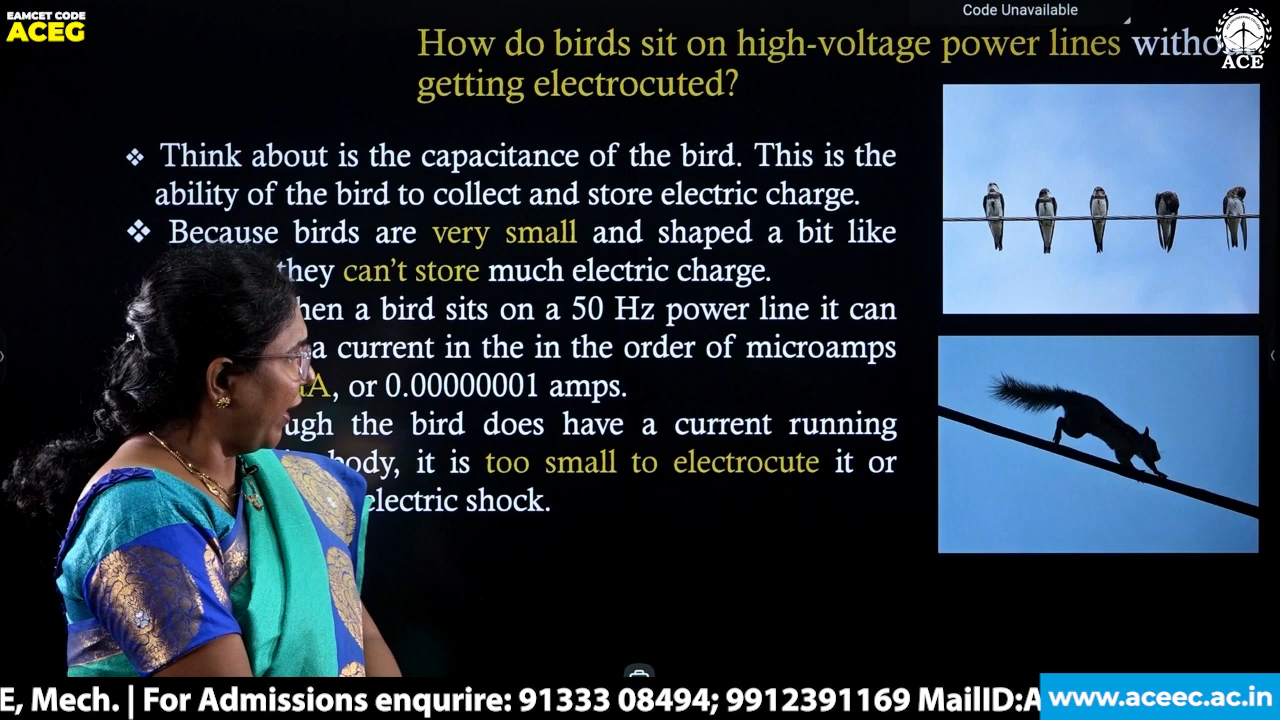 EAMCET CODE
ACEG
Code Unavailable
How do birds sit on high-voltage power lines witho
getting electrocuted?
ACE
❖ Think about is the capacitance of the bird. This is the
ability of the bird to collect and store electric charge.
❖ Because birds are very small and shaped a bit like
they can't store much electric charge.
hen a bird sits on a 50 Hz power line it can
a current in the in the order of microamps
A, or 0.00000001 amps.
ugh the bird does have a current running
body, it is too small to electrocute it or
electric shock.
E, Mech. | For Admissions enqurire: 91333 08494; 9912391169 MailID:A
www.aceec.ac.in